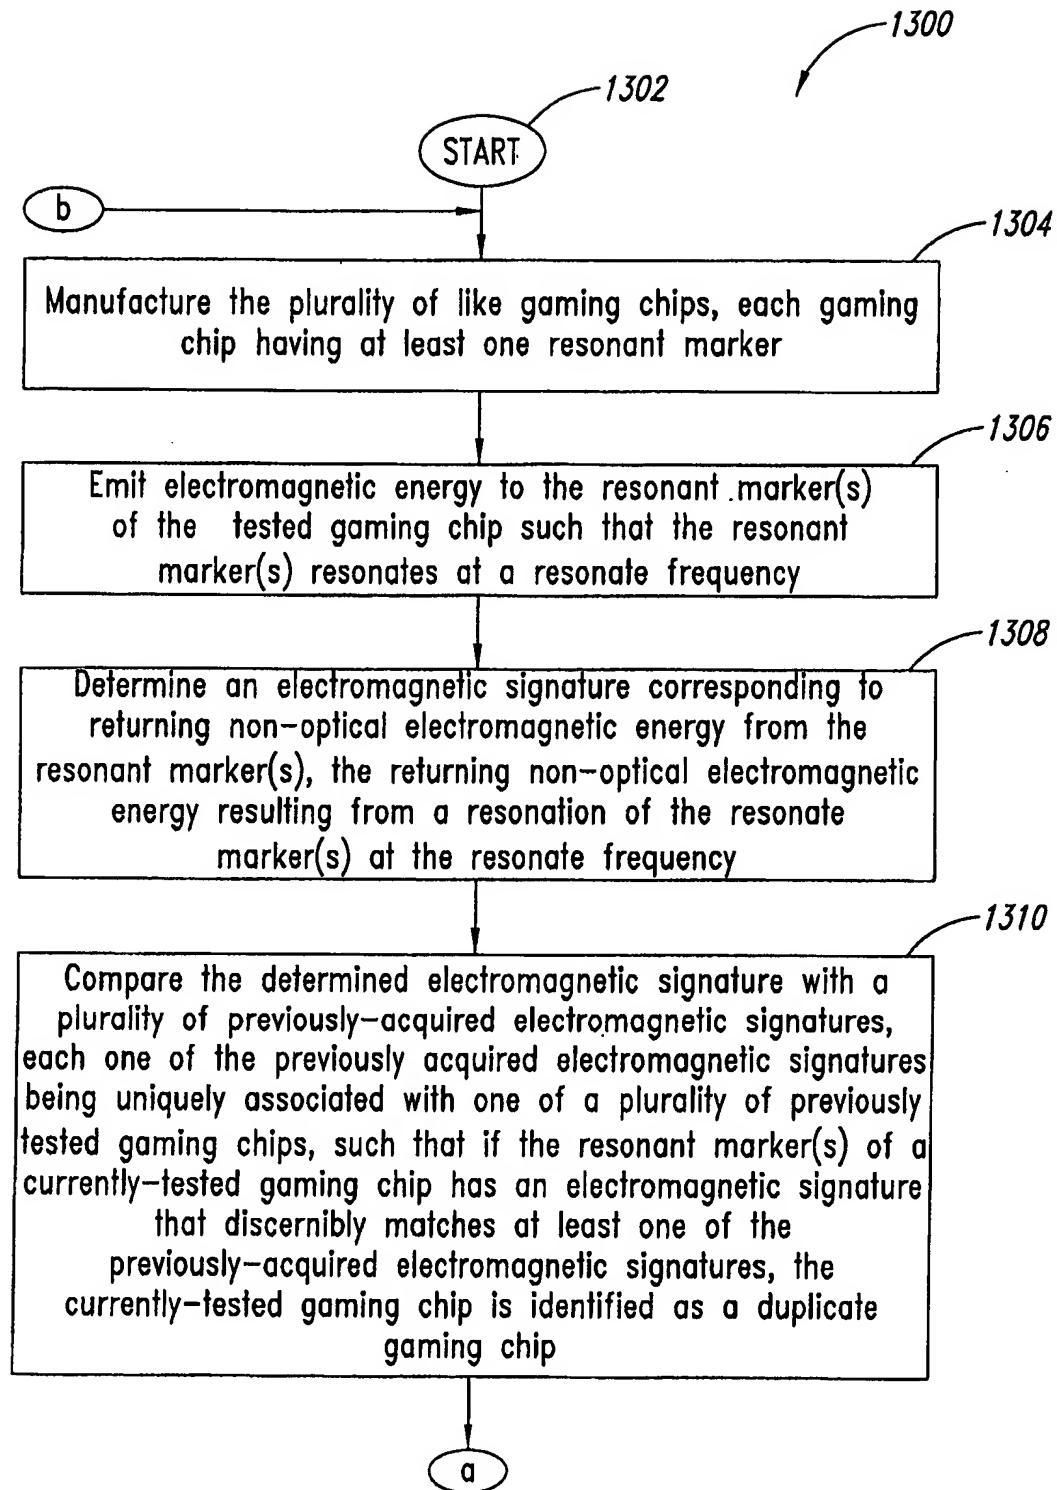 1300
1302
START
b
1304
Manufacture the plurality of like gaming chips, each gaming
chip having at least one resonant marker
1306
Emit electromagnetic energy to the resonant marker(s)
of the tested gaming chip such that the resonant
marker(s) resonates at a resonate frequency
1308
Determine an electromagnetic signature corresponding to
returning non-optical electromagnetic energy from the
resonant marker(s), the returning non-optical electromagnetic
energy resulting from a resonation of the resonate
marker(s) at the resonate frequency
1310
Compare the determined electromagnetic signature with a
plurality of previously-acquired electromagnetic signatures,
each one of the previously acquired electromagnetic signatures
being uniquely associated with one of a plurality of previously
tested gaming chips, such that if the resonant marker(s) of a
currently-tested gaming chip has an electromagnetic signature
that discernibly matches at least one of the
previously-acquired electromagnetic signatures, the
currently-tested gaming chip is identified as a duplicate
gaming chip
a